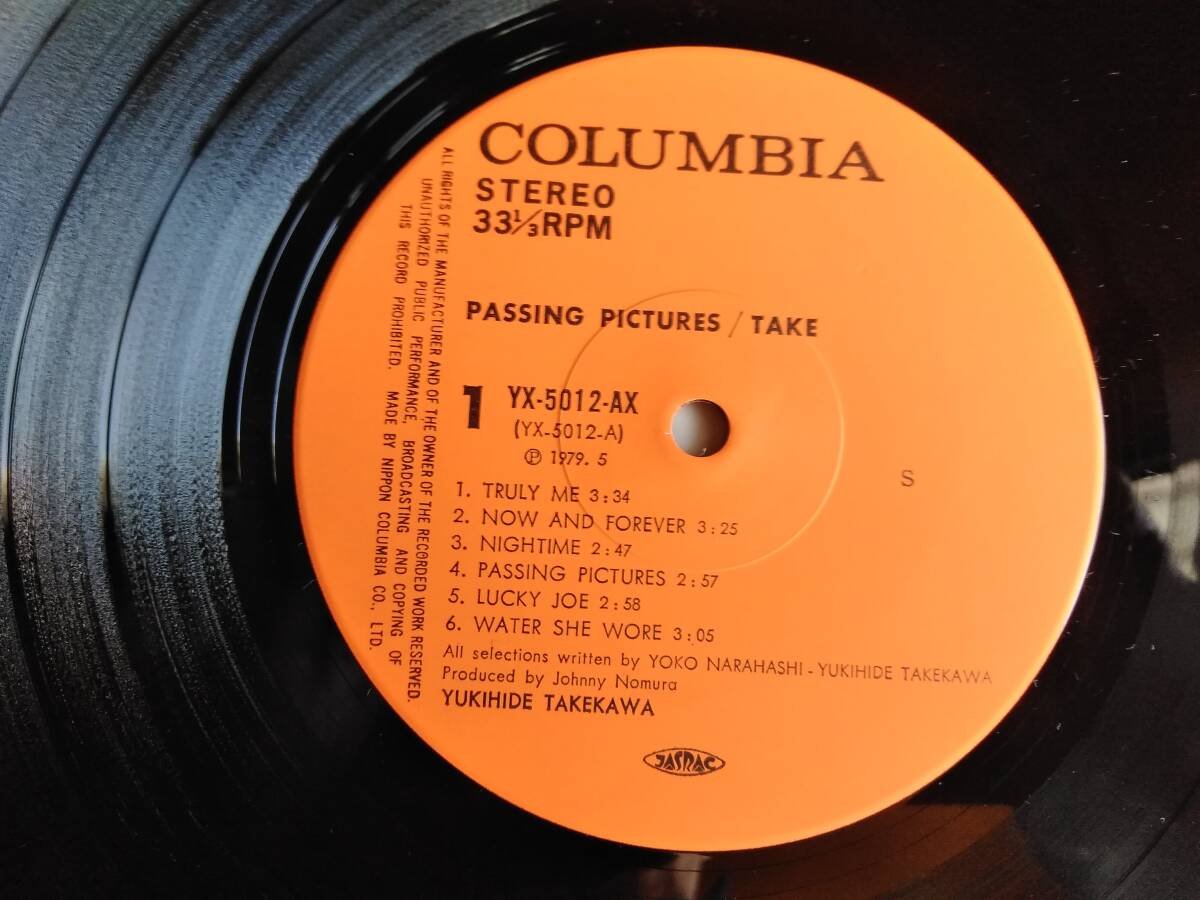 COLUMBIA
STEREO
33 1/3 RPM
PASSING PICTURES / TAKE
1
YX-5012-AX
(YX-5012-A)
Ⓟ 1979. 5
S
1. TRULY ME 3:34
2. NOW AND FOREVER 3:25
3. NIGHTIME 2:47
4. PASSING PICTURES 2:57
5. LUCKY JOE 2:58
6. WATER SHE WORE 3:05
All selections written by YOKO NARAHASHI - YUKIHIDE TAKEKAWA
Produced by Johnny Nomura
YUKIHIDE TAKEKAWA
JASRAC
ALL RIGHTS OF THE MANUFACTURER AND OF THE OWNER OF THE RECORDED WORK RESERVED.
UNAUTHORIZED PUBLIC PERFORMANCE, BROADCASTING AND COPYING OF
THIS RECORD PROHIBITED. MADE BY NIPPON COLUMBIA CO., LTD.